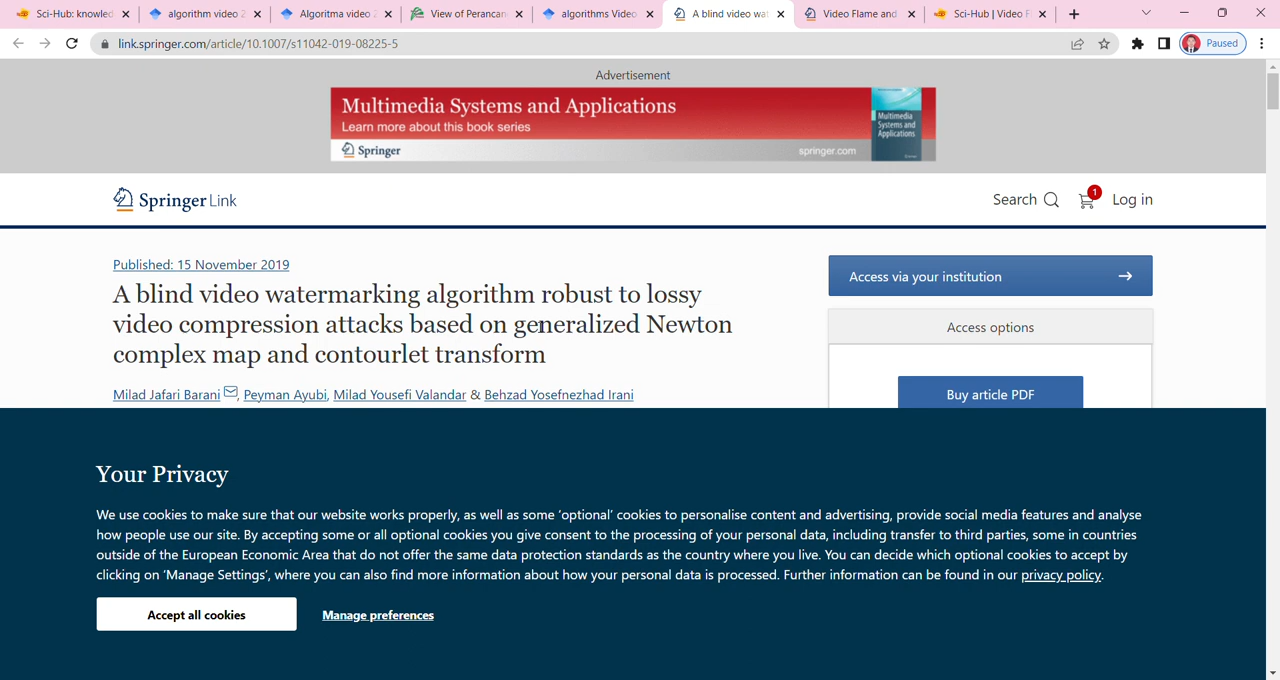 Sci-Hub: knowled
algorithm video 2
Algoritma video 2
View of Perancan
algorithms Video
A blind video wat
Video Flame and
Sci-Hub | Video F
link.springer.com/article/10.1007/s11042-019-08225-5
Paused
Advertisement
Multimedia Systems and Applications
Learn more about this book series
Springer
springer.com
Multimedia
Systems and
Applications
Springer Link
Search
1
Log in
Published: 15 November 2019
A blind video watermarking algorithm robust to lossy
video compression attacks based on generalized Newton
complex map and contourlet transform
Milad Jafari Barani, Peyman Ayubi, Milad Yousefi Valandar & Behzad Yosefnezhad Irani
Access via your institution
Access options
Buy article PDF
Your Privacy
We use cookies to make sure that our website works properly, as well as some ‘optional’ cookies to personalise content and advertising, provide social media features and analyse
how people use our site. By accepting some or all optional cookies you give consent to the processing of your personal data, including transfer to third parties, some in countries
outside of the European Economic Area that do not offer the same data protection standards as the country where you live. You can decide which optional cookies to accept by
clicking on ‘Manage Settings’, where you can also find more information about how your personal data is processed. Further information can be found in our privacy policy.
Accept all cookies
Manage preferences